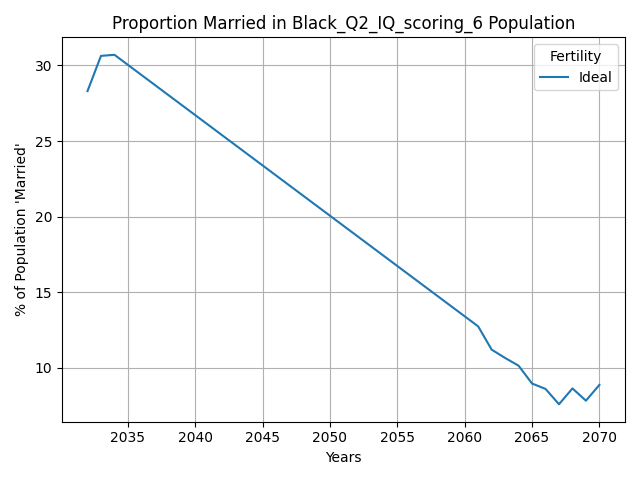 Proportion Married in Black_Q2_IQ_scoring_6 Population
Fertility
Ideal
% of Population 'Married'
30
25
20
15
10
2035 2040 2045 2050 2055 2060 2065 2070
Years